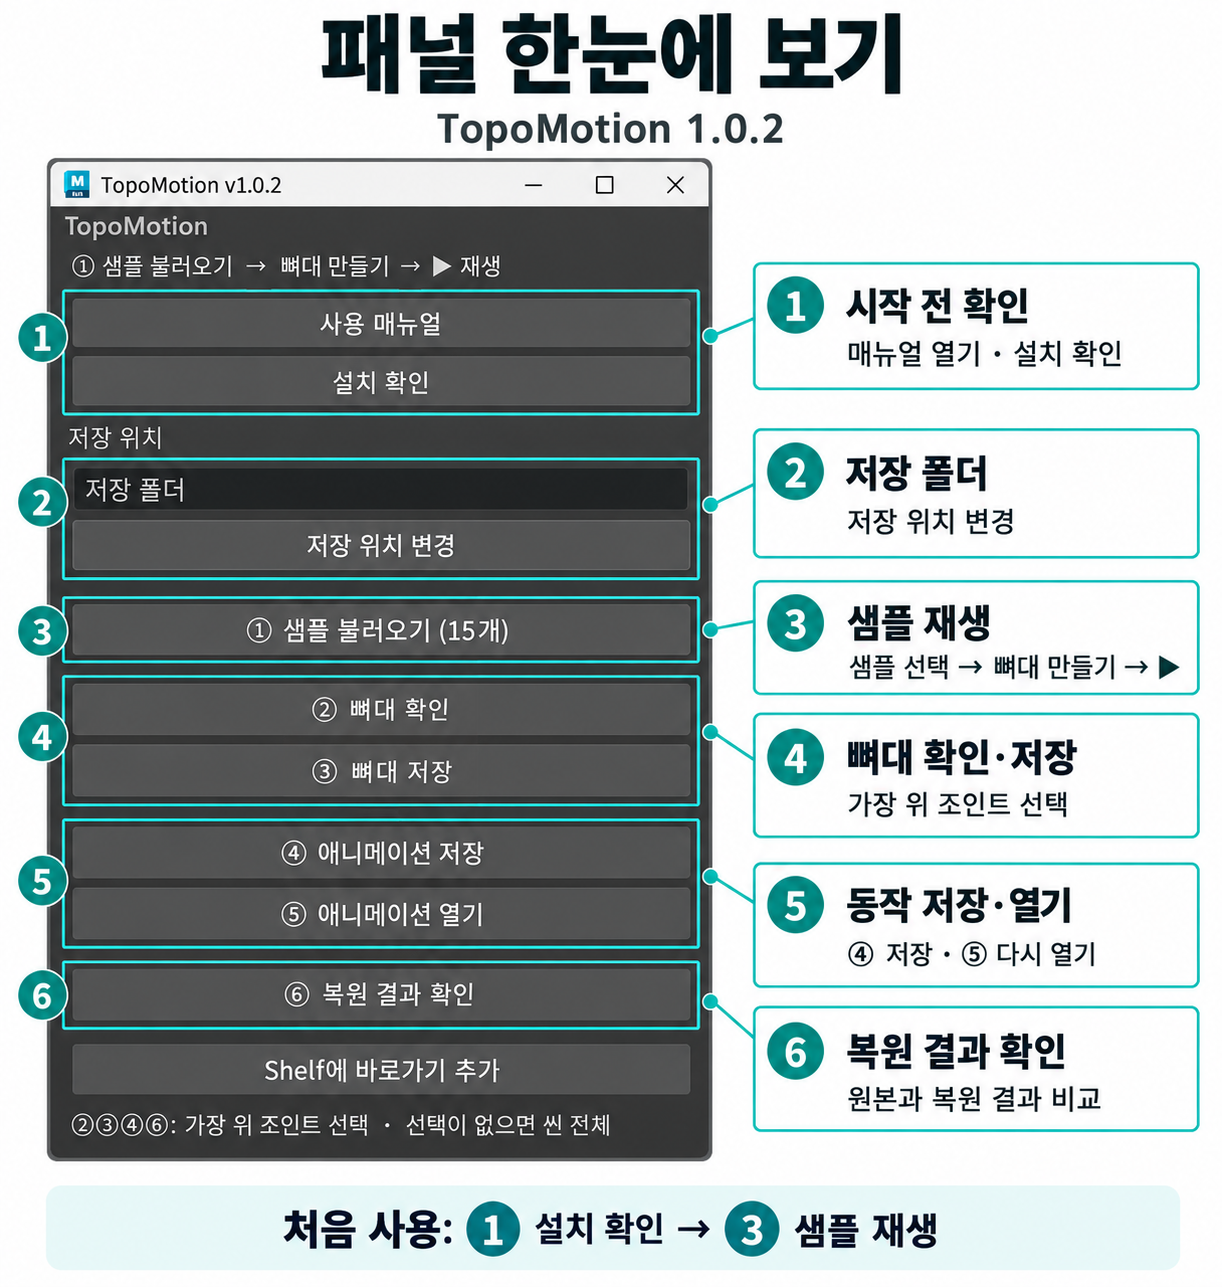 패널 한눈에 보기
TopoMotion 1.0.2
TopoMotion v1.0.2
TopoMotion
① 샘플 불러오기 → 뼈대 만들기 → ▶ 재생
1
사용 매뉴얼
설치 확인
저장 위치
2
저장 폴더
저장 위치 변경
3
① 샘플 불러오기 (15개)
4
② 뼈대 확인
③ 뼈대 저장
5
④ 애니메이션 저장
⑤ 애니메이션 열기
6
⑥ 복원 결과 확인
Shelf에 바로가기 추가
②③④⑥: 가장 위 조인트 선택 · 선택이 없으면 씬 전체
1 시작 전 확인
매뉴얼 열기 · 설치 확인
2 저장 폴더
저장 위치 변경
3 샘플 재생
샘플 선택 → 뼈대 만들기 → ▶
4 뼈대 확인·저장
가장 위 조인트 선택
5 동작 저장·열기
④ 저장 · ⑤ 다시 열기
6 복원 결과 확인
원본과 복원 결과 비교
처음 사용: 1 설치 확인 → 3 샘플 재생